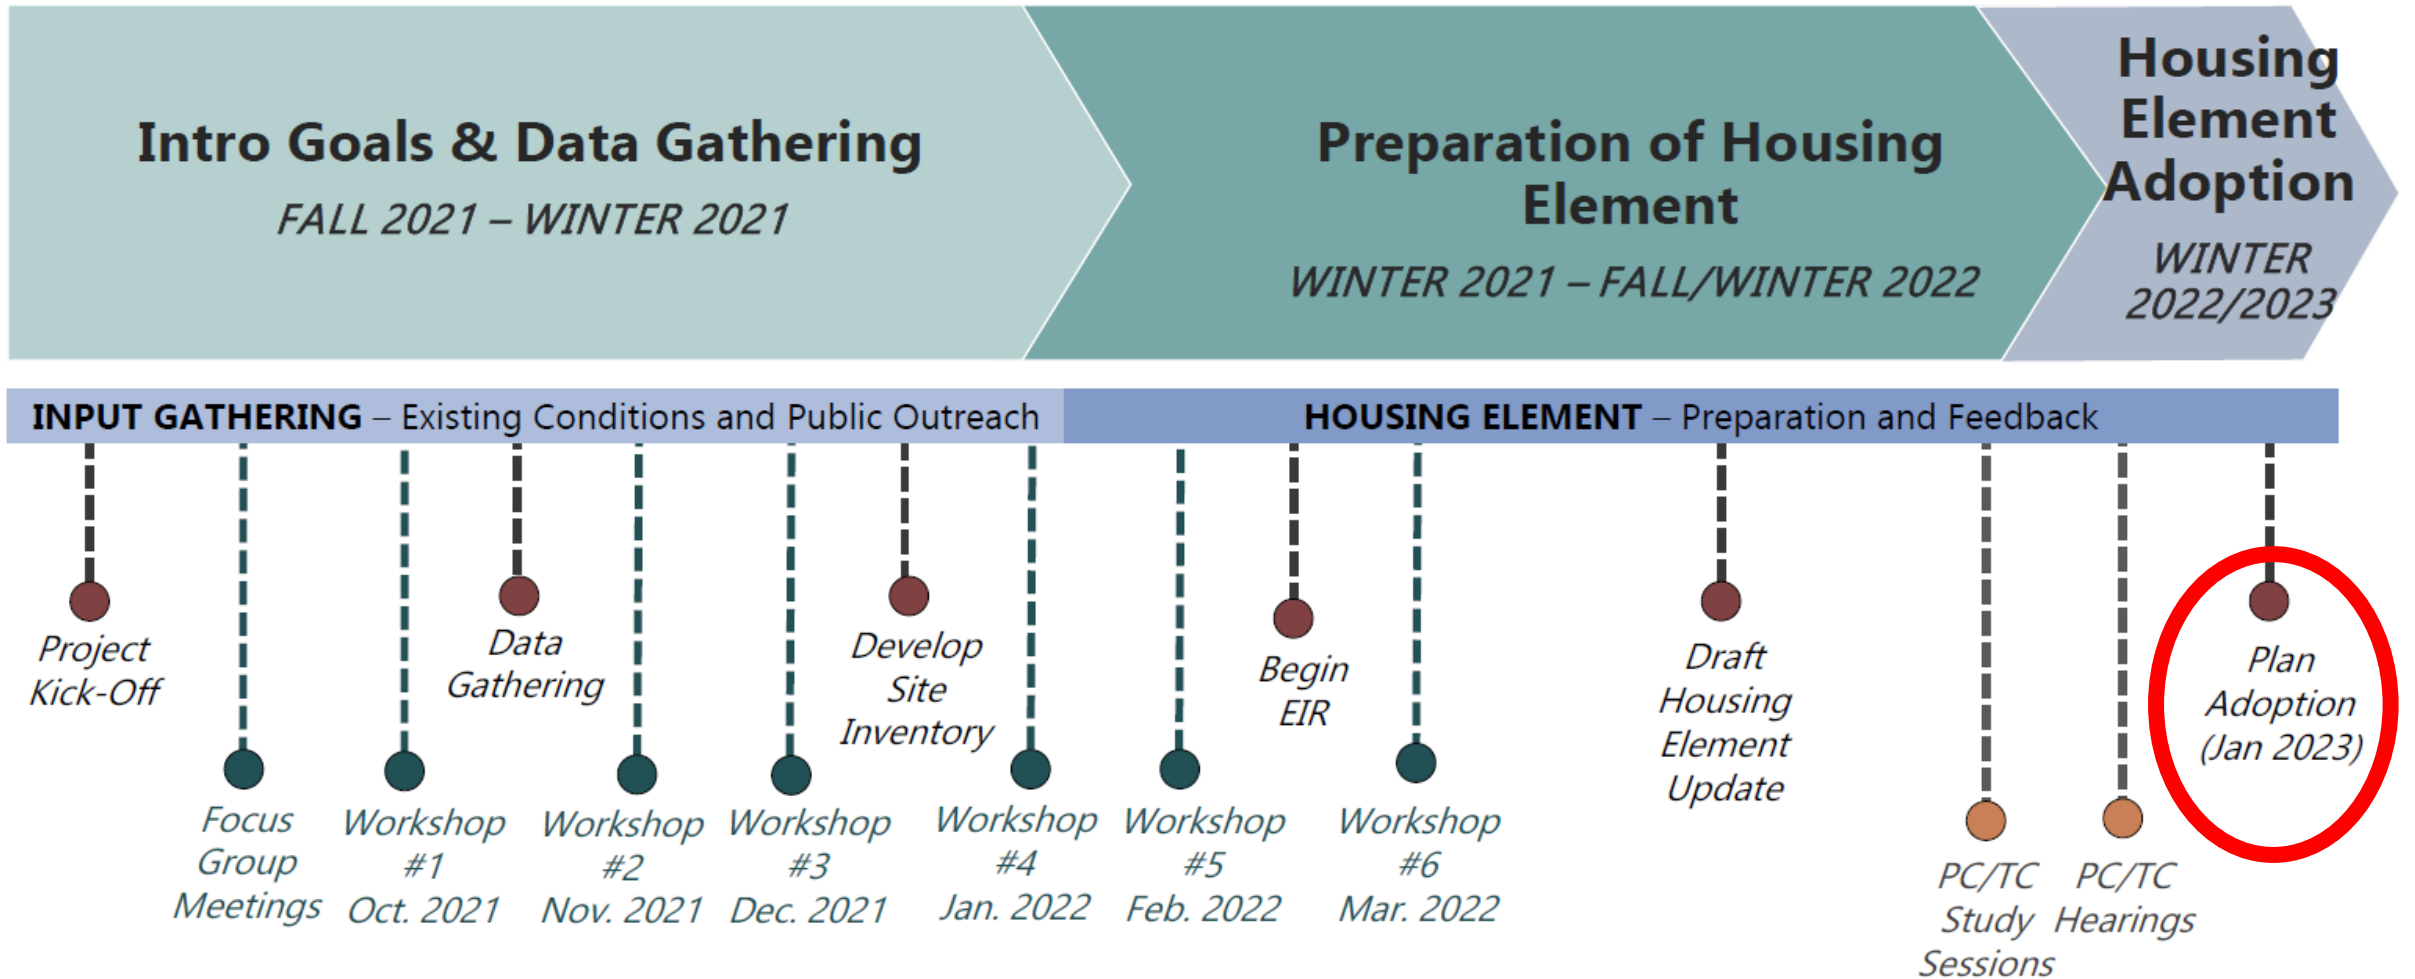 Intro Goals & Data Gathering
FALL 2021 – WINTER 2021
Preparation of Housing
Element
WINTER 2021 – FALL/WINTER 2022
Housing
Element
Adoption
WINTER
2022/2023
INPUT GATHERING – Existing Conditions and Public Outreach
HOUSING ELEMENT – Preparation and Feedback
Project
Kick-Off
Focus
Group
Meetings
Workshop
#1
Oct. 2021
Data
Gathering
Workshop
#2
Nov. 2021
Workshop
#3
Dec. 2021
Develop
Site
Inventory
Workshop
#4
Jan. 2022
Workshop
#5
Feb. 2022
Begin
EIR
Workshop
#6
Mar. 2022
Draft
Housing
Element
Update
PC/TC
Study
Sessions
PC/TC
Hearings
Plan
Adoption
(Jan 2023)